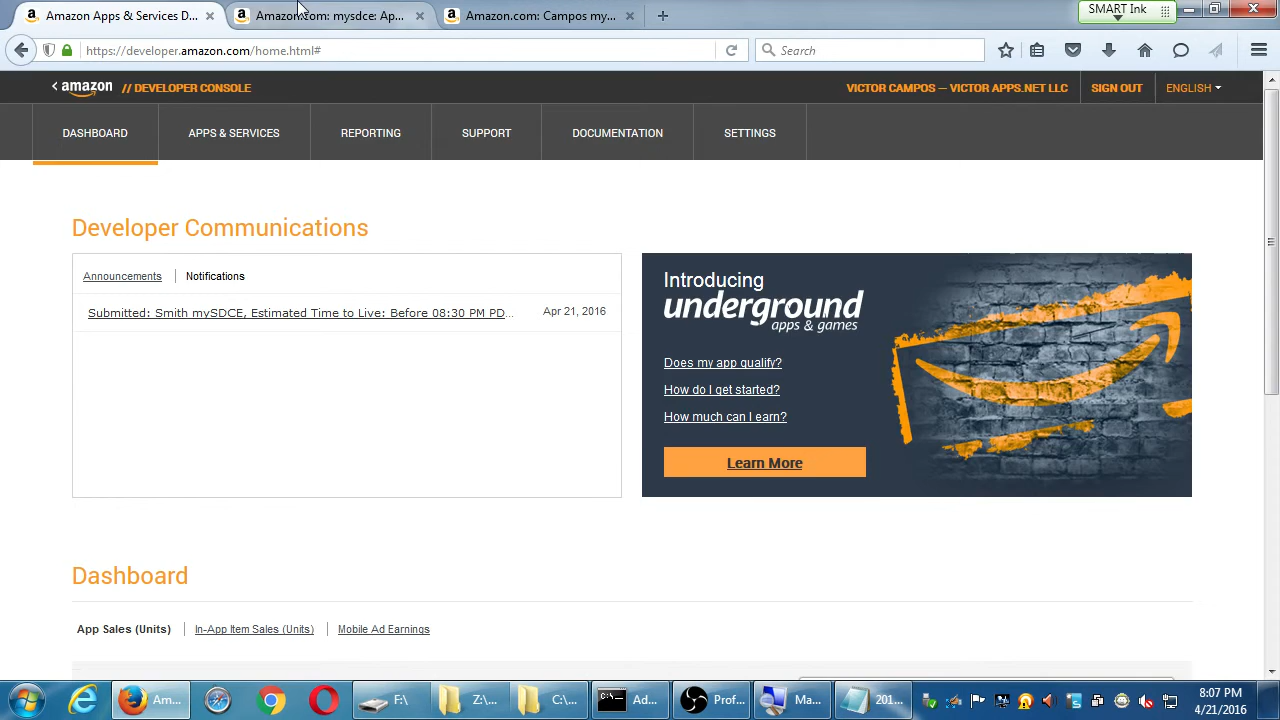 Amazon Apps & Services D...
Amazon.com: mysdce: Ap...
Amazon.com: Campos my...
SMART Ink
https://developer.amazon.com/home.html#
Search
amazon // DEVELOPER CONSOLE
VICTOR CAMPOS — VICTOR APPS.NET LLC
SIGN OUT
ENGLISH
DASHBOARD
APPS & SERVICES
REPORTING
SUPPORT
DOCUMENTATION
SETTINGS
Developer Communications
Announcements
Notifications
Submitted: Smith mySDCE, Estimated Time to Live: Before 08:30 PM PD...
Apr 21, 2016
Introducing
underground
apps & games
Does my app qualify?
How do I get started?
How much can I earn?
Learn More
Dashboard
App Sales (Units)
In-App Item Sales (Units)
Mobile Ad Earnings
Am...
F:\
Z:\...
C:\...
Ad...
Prof...
Ma...
201...
8:07 PM
4/21/2016